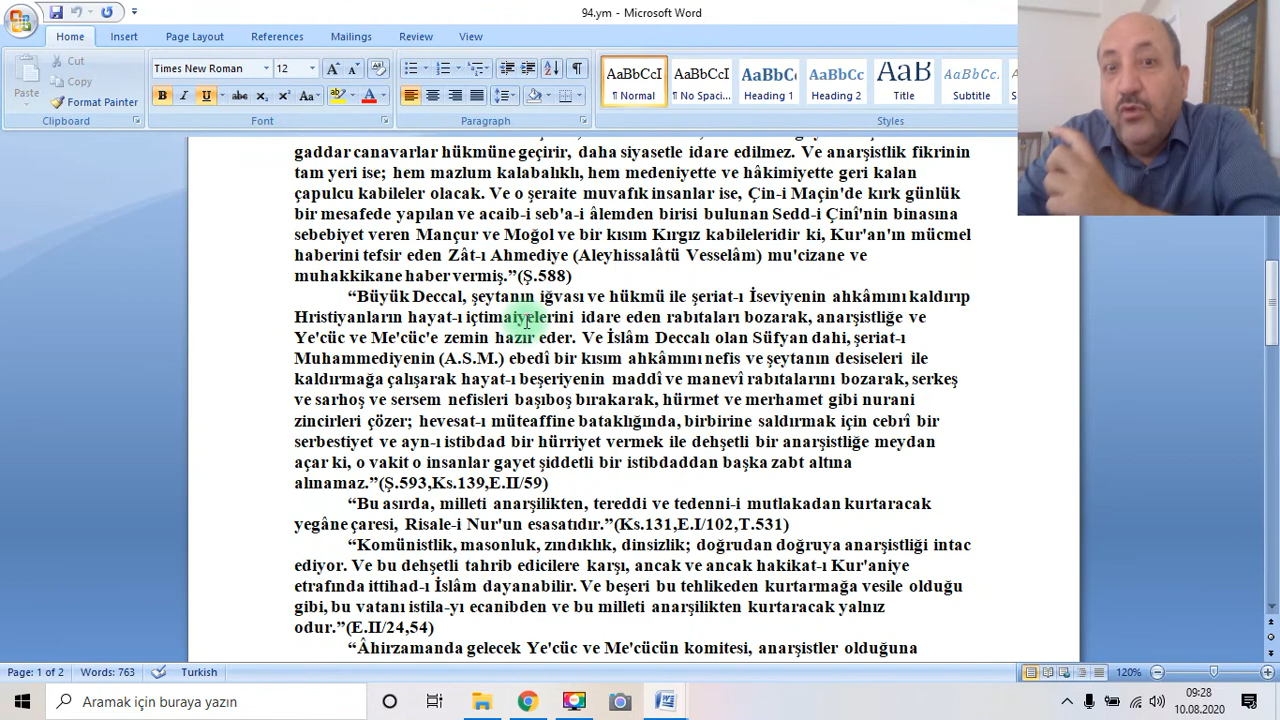 94.ym - Microsoft Word
Home Insert Page Layout References Mailings Review View
Paste
Cut
Copy
Format Painter
Clipboard
Times New Roman 12
B I U abc x₂ x² Aa
Font
Paragraph
AaBbCcI AaBbCcI AaBbCc AaBbCc AaB AaBbCc.
¶ Normal ¶ No Spaci... Heading 1 Heading 2 Title Subtitle
Styles
gaddar canavarlar hükmüne geçirir, daha siyasetle idare edilmez. Ve anarşistlik fikrinin
tam yeri ise; hem mazlum kalabalıklı, hem medeniyette ve hâkimiyette geri kalan
çapulcu kabileler olacak. Ve o şeraite muvafık insanlar ise, Çin-i Maçin'de kırk günlük
bir mesafede yapılan ve acaib-i seb'a-i âlemden birisi bulunan Sedd-i Çinî'nin binasına
sebebiyet veren Mançur ve Moğol ve bir kısım Kırgız kabileleridir ki, Kur'an'ın mücmel
haberini tefsir eden Zât-ı Ahmediye (Aleyhissalâtü Vesselâm) mu'cizane ve
muhakkikane haber vermiş.”(Ş.588)
“Büyük Deccal, şeytanın iğvası ve hükmü ile şeriat-ı İseviyenin ahkâmını kaldırıp
Hristiyanların hayat-ı içtimaiyelerini idare eden rabıtaları bozarak, anarşistliğe ve
Ye'cüc ve Me'cüc'e zemin hazır eder. Ve İslâm Deccalı olan Süfyan dahi, şeriat-ı
Muhammediyenin (A.S.M.) ebedî bir kısım ahkâmını nefis ve şeytanın desiseleri ile
kaldırmağa çalışarak hayat-ı beşeriyenin maddî ve manevî rabıtalarını bozarak, serkeş
ve sarhoş ve sersem nefisleri başıboş bırakarak, hürmet ve merhamet gibi nurani
zincirleri çözer; hevesat-ı müteaffine bataklığında, birbirine saldırmak için cebrî bir
serbestiyet ve ayn-ı istibdad bir hürriyet vermek ile dehşetli bir anarşistliğe meydan
açar ki, o vakit o insanlar gayet şiddetli bir istibdaddan başka zabt altına
alınamaz.”(Ş.593,Ks.139,E.II/59)
“Bu asırda, milleti anarşilikten, tereddi ve tedenni-i mutlakadan kurtaracak
yegâne çaresi, Risale-i Nur'un esasatıdır.”(Ks.131,E.I/102,T.531)
“Komünistlik, masonluk, zındıklık, dinsizlik; doğrudan doğruya anarşistliği intac
ediyor. Ve bu dehşetli tahrib edicilere karşı, ancak ve ancak hakikat-ı Kur'aniye
etrafında ittihad-ı İslâm dayanabilir. Ve beşeri bu tehlikeden kurtarmağa vesile olduğu
gibi, bu vatanı istila-yı ecanibden ve bu milleti anarşilikten kurtaracak yalnız
odur.”(E.II/24,54)
“Âhirzamanda gelecek Ye'cüc ve Me'cücün komitesi, anarşistler olduğuna
Page: 1 of 2 Words: 763 Turkish 120%
Aramak için buraya yazın
09:28
10.08.2020